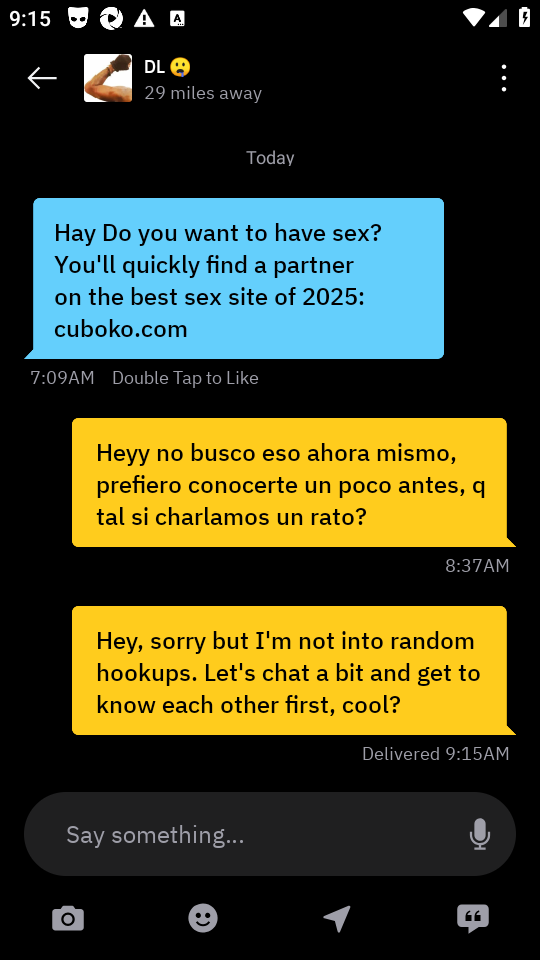 9:15
DL 😛
29 miles away
Today
Hay Do you want to have sex?
You'll quickly find a partner
on the best sex site of 2025:
cuboko.com
7:09AM Double Tap to Like
Heyy no busco eso ahora mismo,
prefiero conocerte un poco antes, q
tal si charlamos un rato?
8:37AM
Hey, sorry but I'm not into random
hookups. Let's chat a bit and get to
know each other first, cool?
Delivered 9:15AM
Say something...